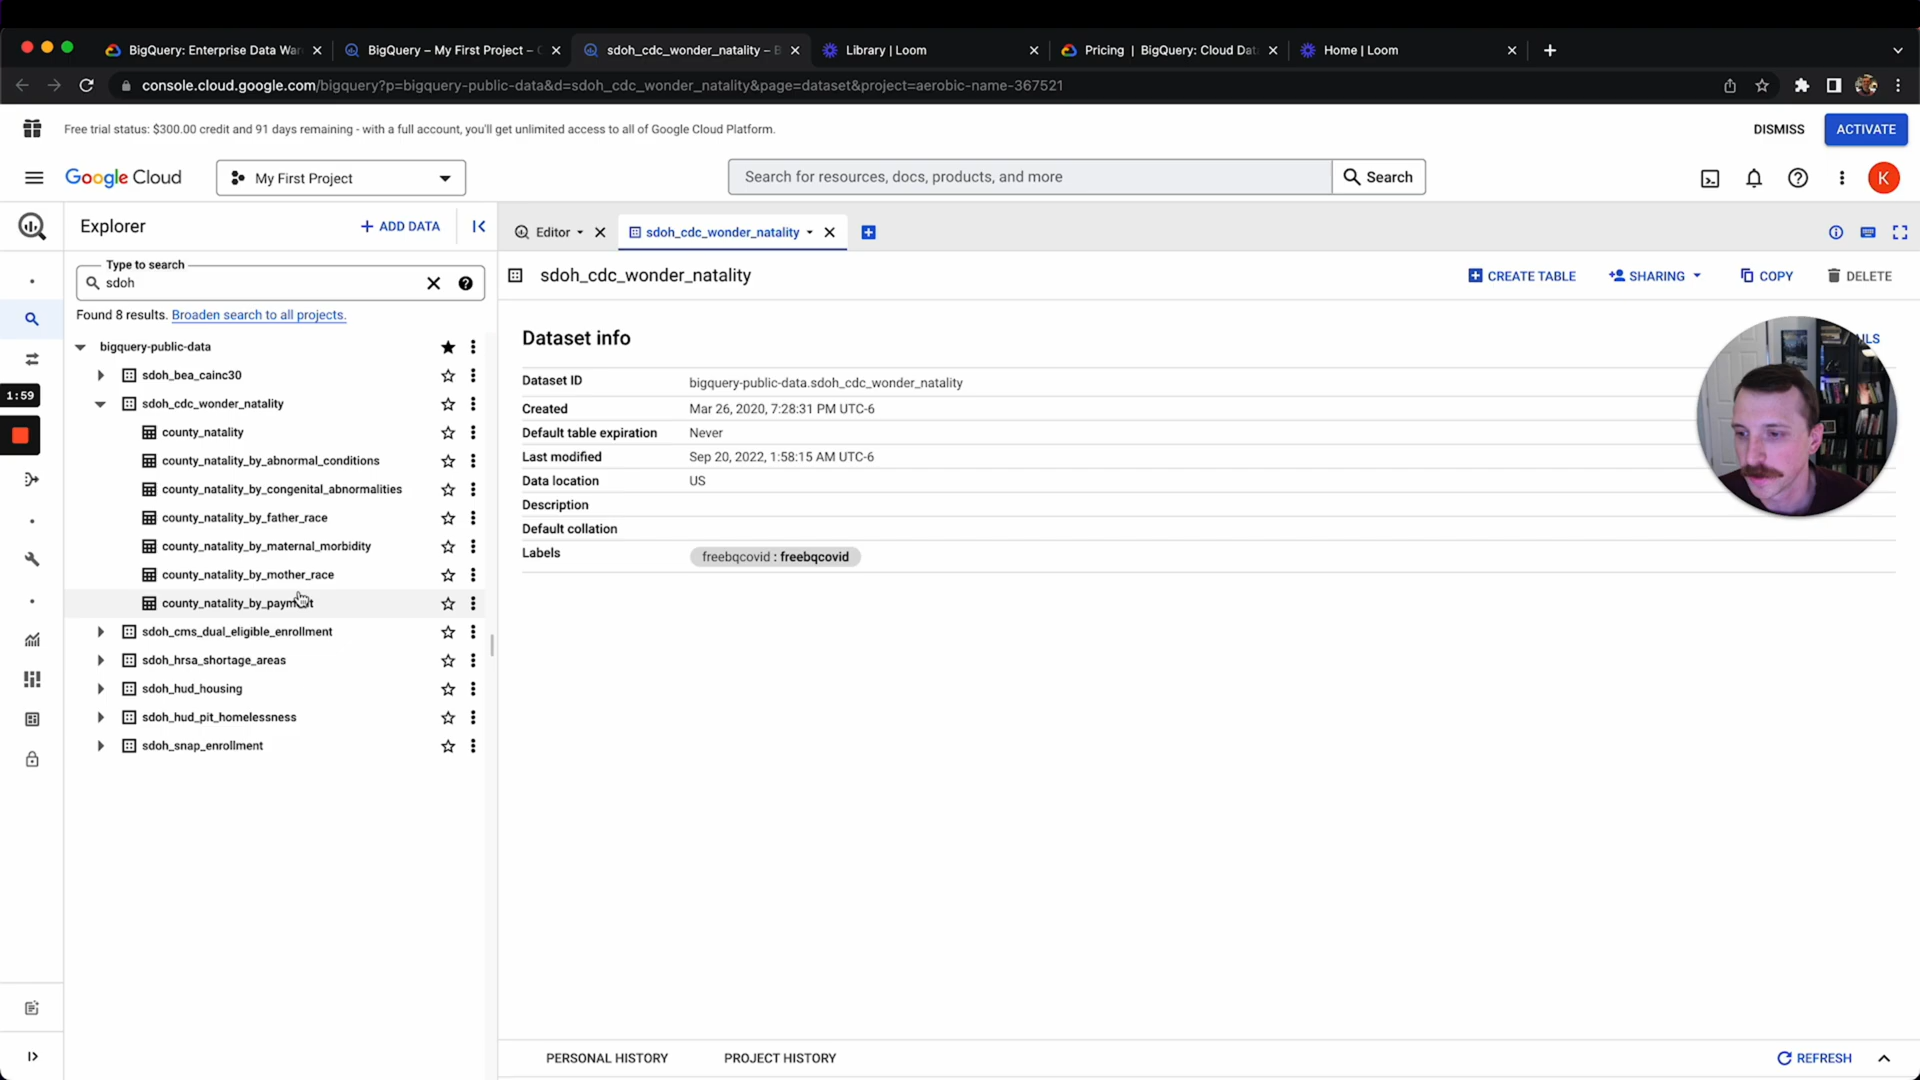 BigQuery: Enterprise Data War
BigQuery – My First Project –
sdoh_cdc_wonder_natality –
Library | Loom
Pricing | BigQuery: Cloud Dat
Home | Loom
console.cloud.google.com/bigquery?p=bigquery-public-data&d=sdoh_cdc_wonder_natality&page=dataset&project=aerobic-name-367521
Free trial status: $300.00 credit and 91 days remaining - with a full account, you'll get unlimited access to all of Google Cloud Platform.
DISMISS
ACTIVATE
Google Cloud
My First Project
Search for resources, docs, products, and more
Search
K
Explorer
+ ADD DATA
Editor
sdoh_cdc_wonder_natality
Type to search
sdoh
sdoh_cdc_wonder_natality
CREATE TABLE
SHARING
COPY
DELETE
Found 8 results. Broaden search to all projects.
bigquery-public-data
sdoh_bea_cainc30
sdoh_cdc_wonder_natality
county_natality
county_natality_by_abnormal_conditions
county_natality_by_congenital_abnormalities
county_natality_by_father_race
county_natality_by_maternal_morbidity
county_natality_by_mother_race
county_natality_by_payment
sdoh_cms_dual_eligible_enrollment
sdoh_hrsa_shortage_areas
sdoh_hud_housing
sdoh_hud_pit_homelessness
sdoh_snap_enrollment
1:59
Dataset info
Dataset ID bigquery-public-data.sdoh_cdc_wonder_natality
Created Mar 26, 2020, 7:28:31 PM UTC-6
Default table expiration Never
Last modified Sep 20, 2022, 1:58:15 AM UTC-6
Data location US
Description
Default collation
Labels freebqcovid : freebqcovid
PERSONAL HISTORY
PROJECT HISTORY
REFRESH